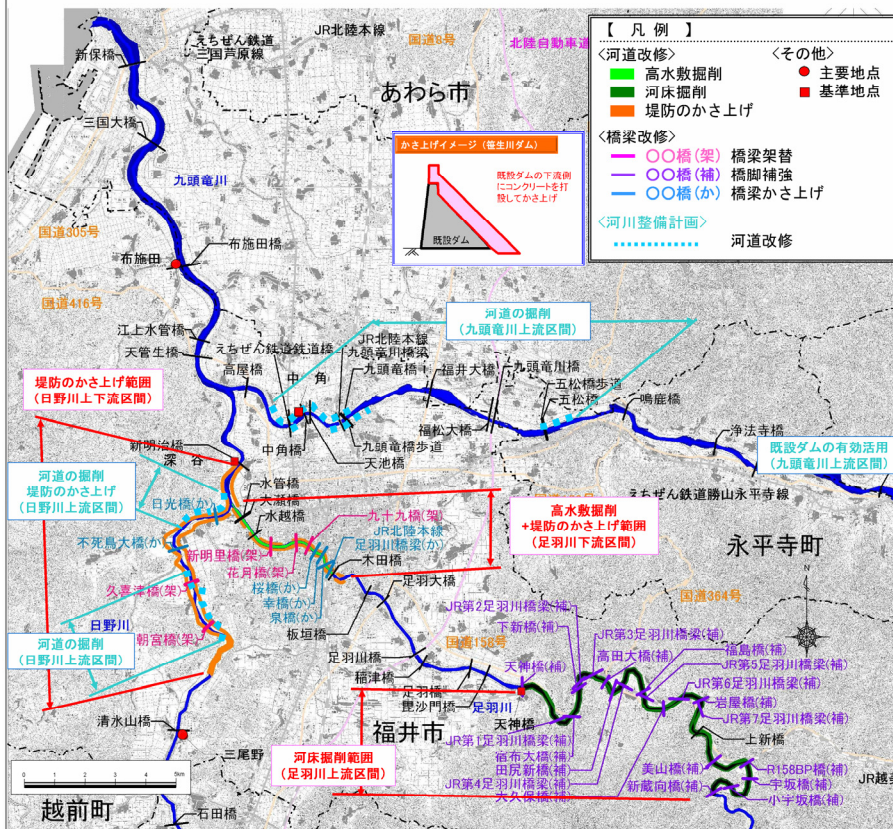 JR北陸本線
国道8号
北陸自動車道
えちぜん鉄道
三国芦原線
新保橋
あわら市
三国大橋
九頭竜川
国道305号
布施田
布施田橋
国道416号
江上水管橋
天管生橋
【 凡 例 】
<河道改修>
高水敷掘削
河床掘削
堤防のかさ上げ
<その他>
主要地点
基準地点
<橋梁改修>
〇〇橋(架) 橋梁架替
〇〇橋(補) 橋脚補強
〇〇橋(か) 橋梁かさ上げ
<河川整備計画>
河道改修
かさ上げイメージ(笹生川ダム)
既設ダムの下流側
にコンクリートを打
設してかさ上げ
既設ダム
河道の掘削
(九頭竜川上流区間)
えちぜん鉄道鉄道橋
JR北陸本線
九頭竜川橋梁
九頭竜橋
福井大橋
九頭竜川橋
五松橋歩道
五松橋
鳴鹿橋
浄法寺橋
高屋橋
中角
中角橋
天池橋
九頭竜橋歩道
福松大橋
既設ダムの有効活用
(九頭竜川上流区間)
えちぜん鉄道勝山永平寺線
堤防のかさ上げ範囲
(日野川上下流区間)
新明治橋
深谷
水管橋
大瀬橋
水越橋
河道の掘削
堤防のかさ上げ
(日野川上流区間)
日光橋(か)
不死鳥大橋(か)
新明里橋(架)
花月橋(架)
九十九橋(架)
JR北陸本線
足羽川橋梁(か)
桜橋(か)
幸橋(か)
泉橋(か)
木田橋
足羽大橋
板垣橋
高水敷掘削
+堤防のかさ上げ範囲
(足羽川下流区間)
永平寺町
国道364号
久喜津橋(架)
日野川
朝宮橋(架)
河道の掘削
(日野川上流区間)
清水山橋
三尾野
石田橋
越前町
足羽川橋
稲津橋
国道158号
足羽橋
毘沙門橋
足羽川
福井市
天神橋(補)
天神橋
河床掘削範囲
(足羽川上流区間)
JR第2足羽川橋梁(補)
下新橋(補)
JR第3足羽川橋梁(補)
高田大橋(補)
福島橋(補)
JR第5足羽川橋梁(補)
JR第6足羽川橋梁(補)
岩屋橋(補)
JR第7足羽川橋梁(補)
上新橋
JR第1足羽川橋梁(補)
宿布大橋(補)
田尻新橋(補)
JR第4足羽川橋梁(補)
大久保橋(補)
美山橋(補)
新蔵向橋(補)
R158BP橋(補)
宇坂橋(補)
小宇坂橋(補)
JR越美
N
0
5km